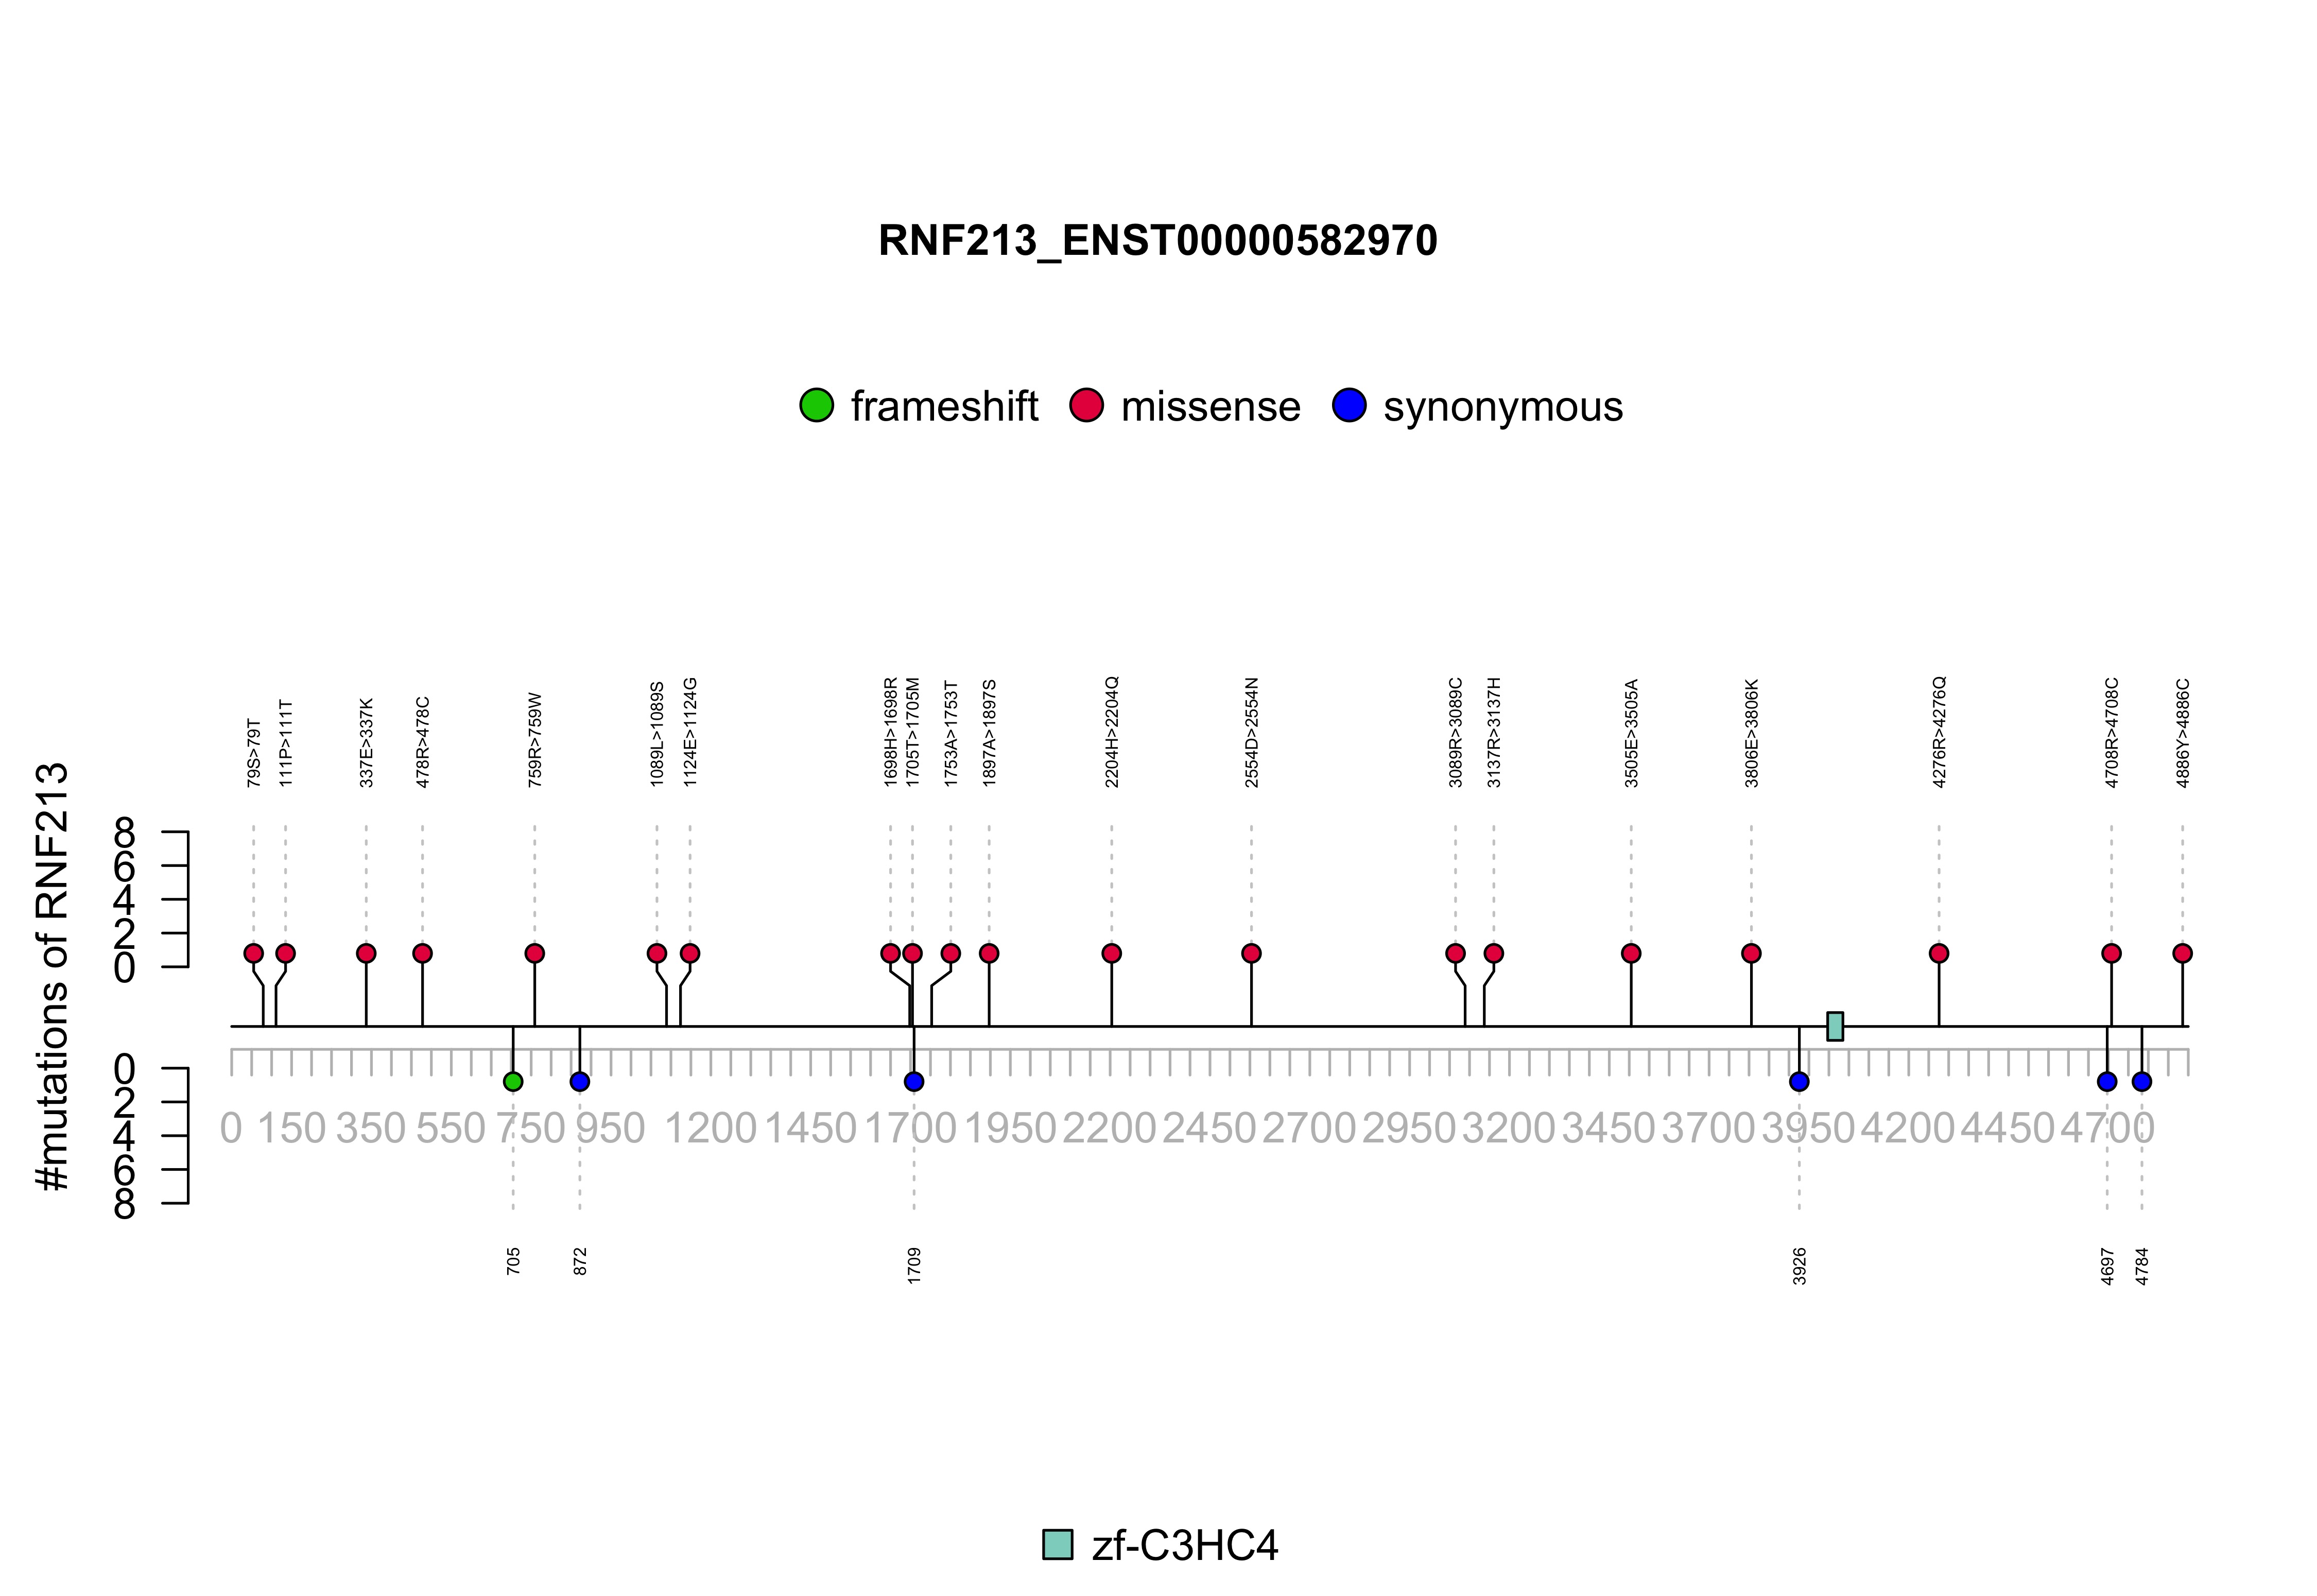 RNF213_ENST00000582970
frameshift missense synonymous
79S>79T
111P>111T
337E>337K
478R>478C
759R>759W
1089L>1089S
1124E>1124G
1698H>1698R
1705T>1705M
1753A>1753T
1897A>1897S
2204H>2204Q
2554D>2554N
3089R>3089C
3137R>3137H
3505E>3505A
3806E>3806K
4276R>4276Q
4708R>4708C
4886Y>4886C
#mutations of RNF213
8
6
4
2
0
0
2
4
6
8
0 150 350 550 750 950 1200 1450 1700 1950 2200 2450 2700 2950 3200 3450 3700 3950 4200 4450 4700
705
872
1709
3926
4697
4784
zf-C3HC4